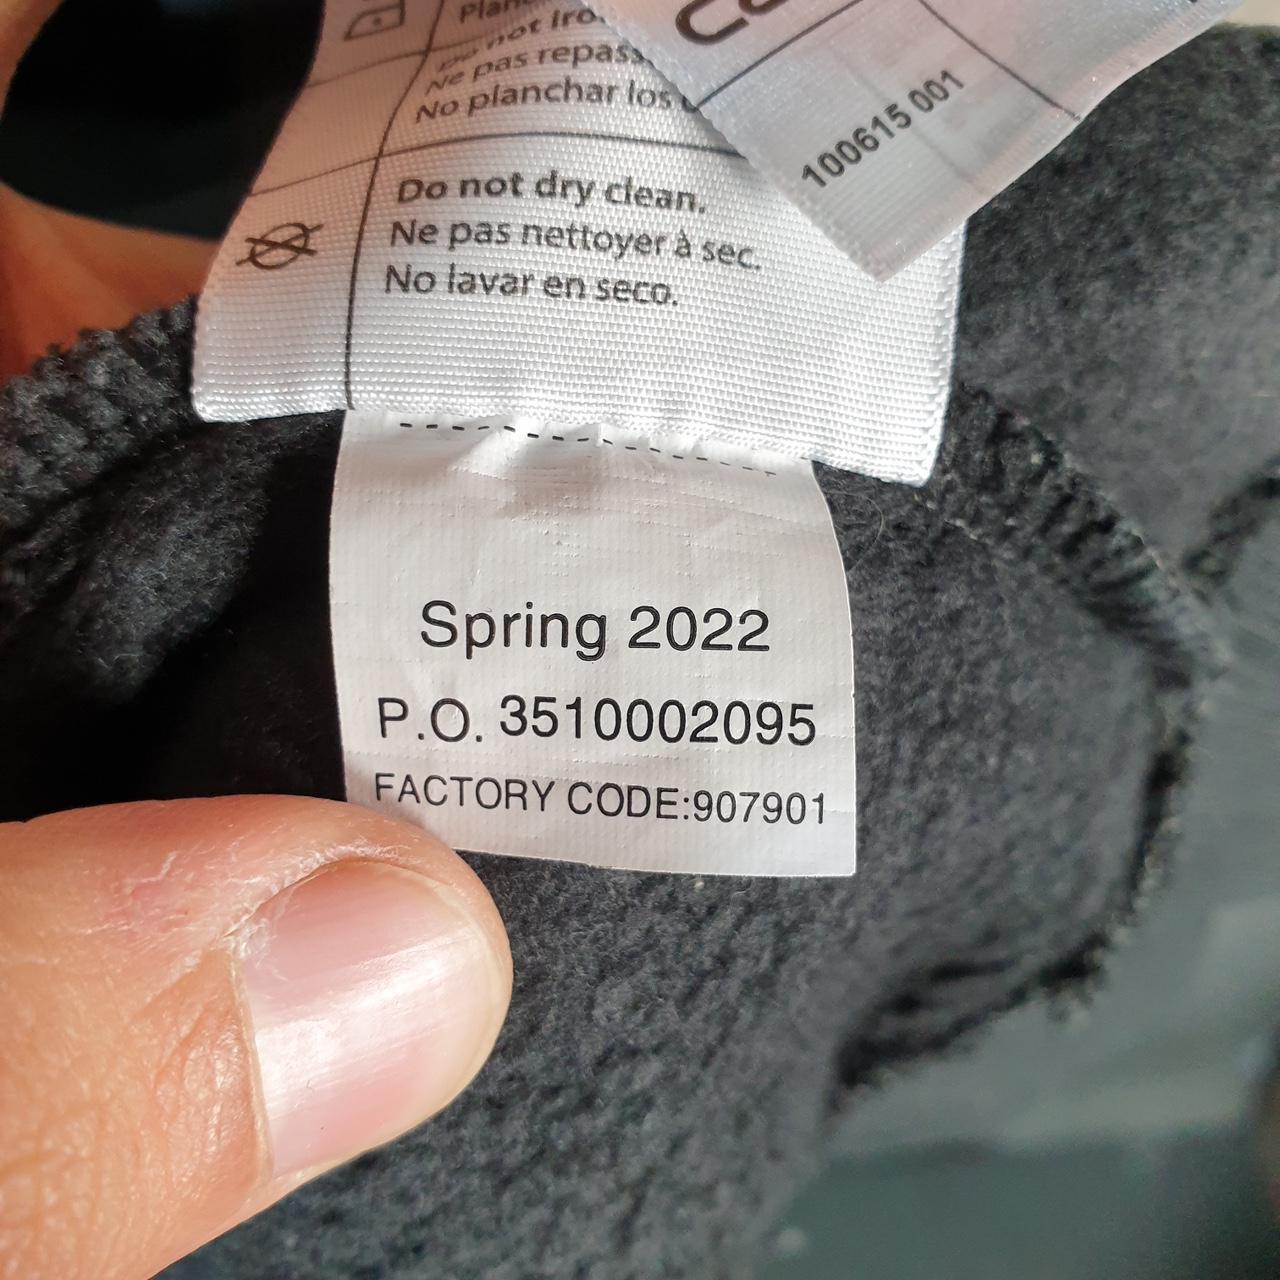 not iro
Ne pas repass
No planchar los
100615 001
Do not dry clean.
Ne pas nettoyer à sec.
No lavar en seco.
Spring 2022
P.O. 3510002095
FACTORY CODE:907901